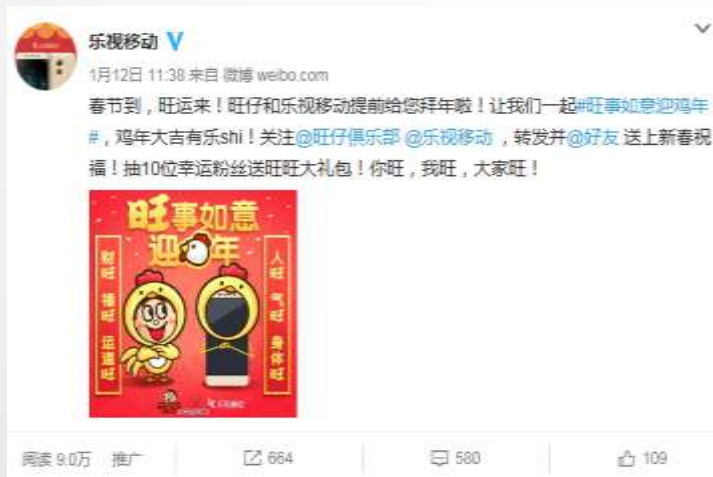 乐视移动
1月12日 11:38 来自 微博 weibo.com
春节到，旺运来！旺仔和乐视移动提前给您拜年啦！让我们一起#旺事如意迎鸡年
#，鸡年大吉有乐shi！关注@旺仔俱乐部 @乐视移动 ，转发并@好友 送上新春祝
福！抽10位幸运粉丝送旺旺大礼包！你旺，我旺，大家旺！
旺事如意
迎 年
财旺 福旺 运道旺
人旺 气旺 身体旺
阅读 9.0万 推广 664 580 109